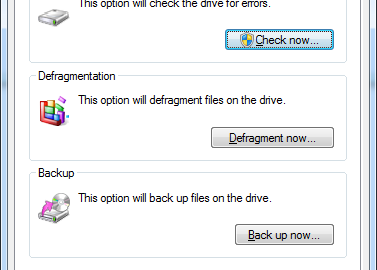 This option will check the drive for errors.
Check now...
Defragmentation
This option will defragment files on the drive.
Defragment now...
Backup
This option will back up files on the drive.
Back up now...